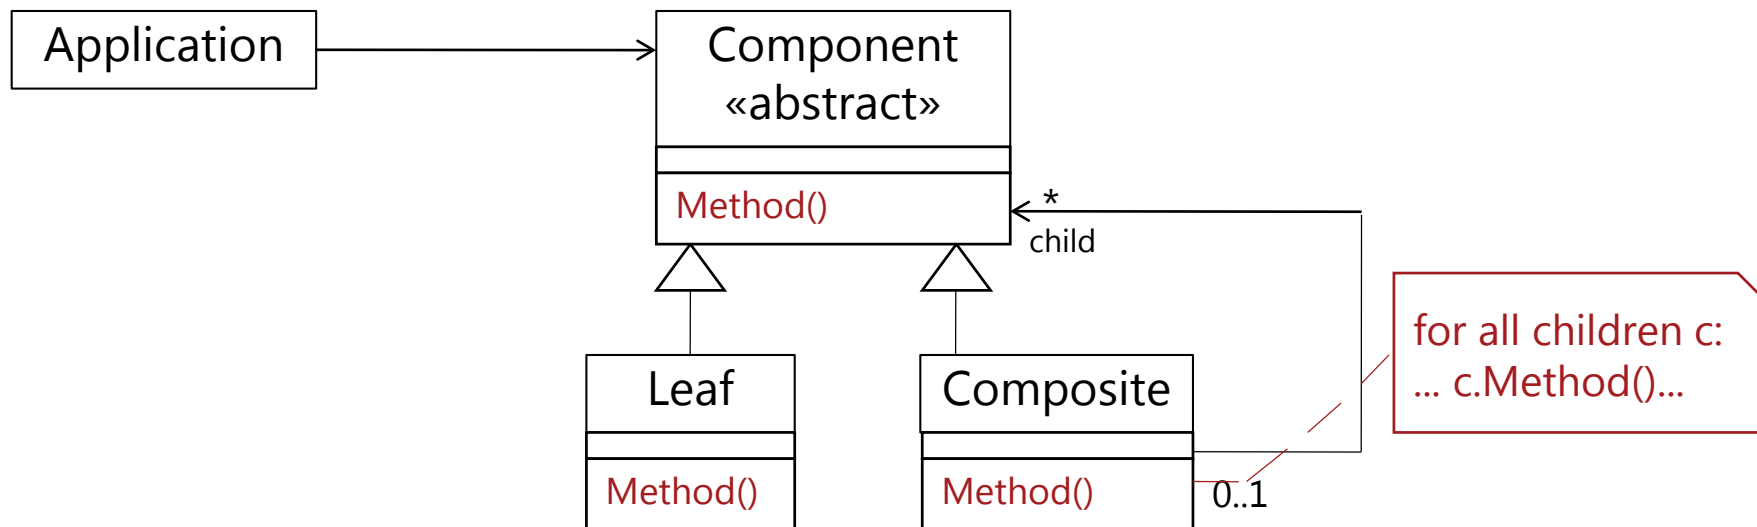 Application
Component
«abstract»
Method()
*
child
for all children c:
... c.Method()...
Leaf
Composite
Method()
Method()
0..1